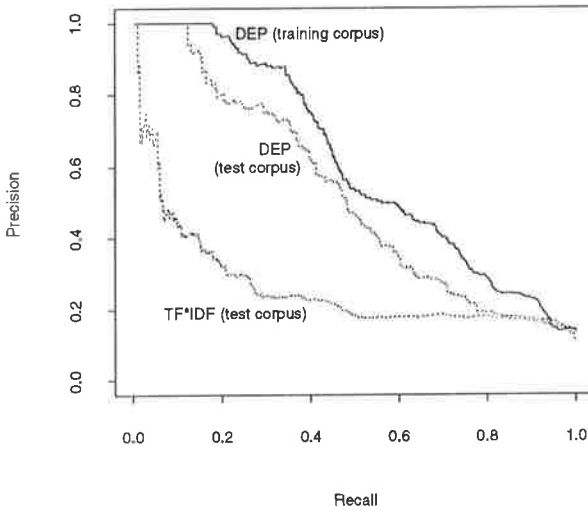 DEP (training corpus)
DEP
(test corpus)
TF*IDF (test corpus)
Precision
1.0
0.8
0.6
0.4
0.2
0.0
0.0 0.2 0.4 0.6 0.8 1.0
Recall